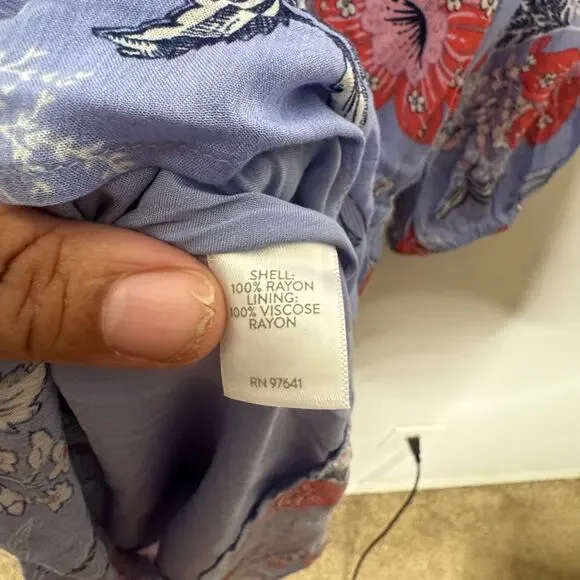 SHELL:
100% RAYON
LINING:
100% VISCOSE
RAYON
RN 97641